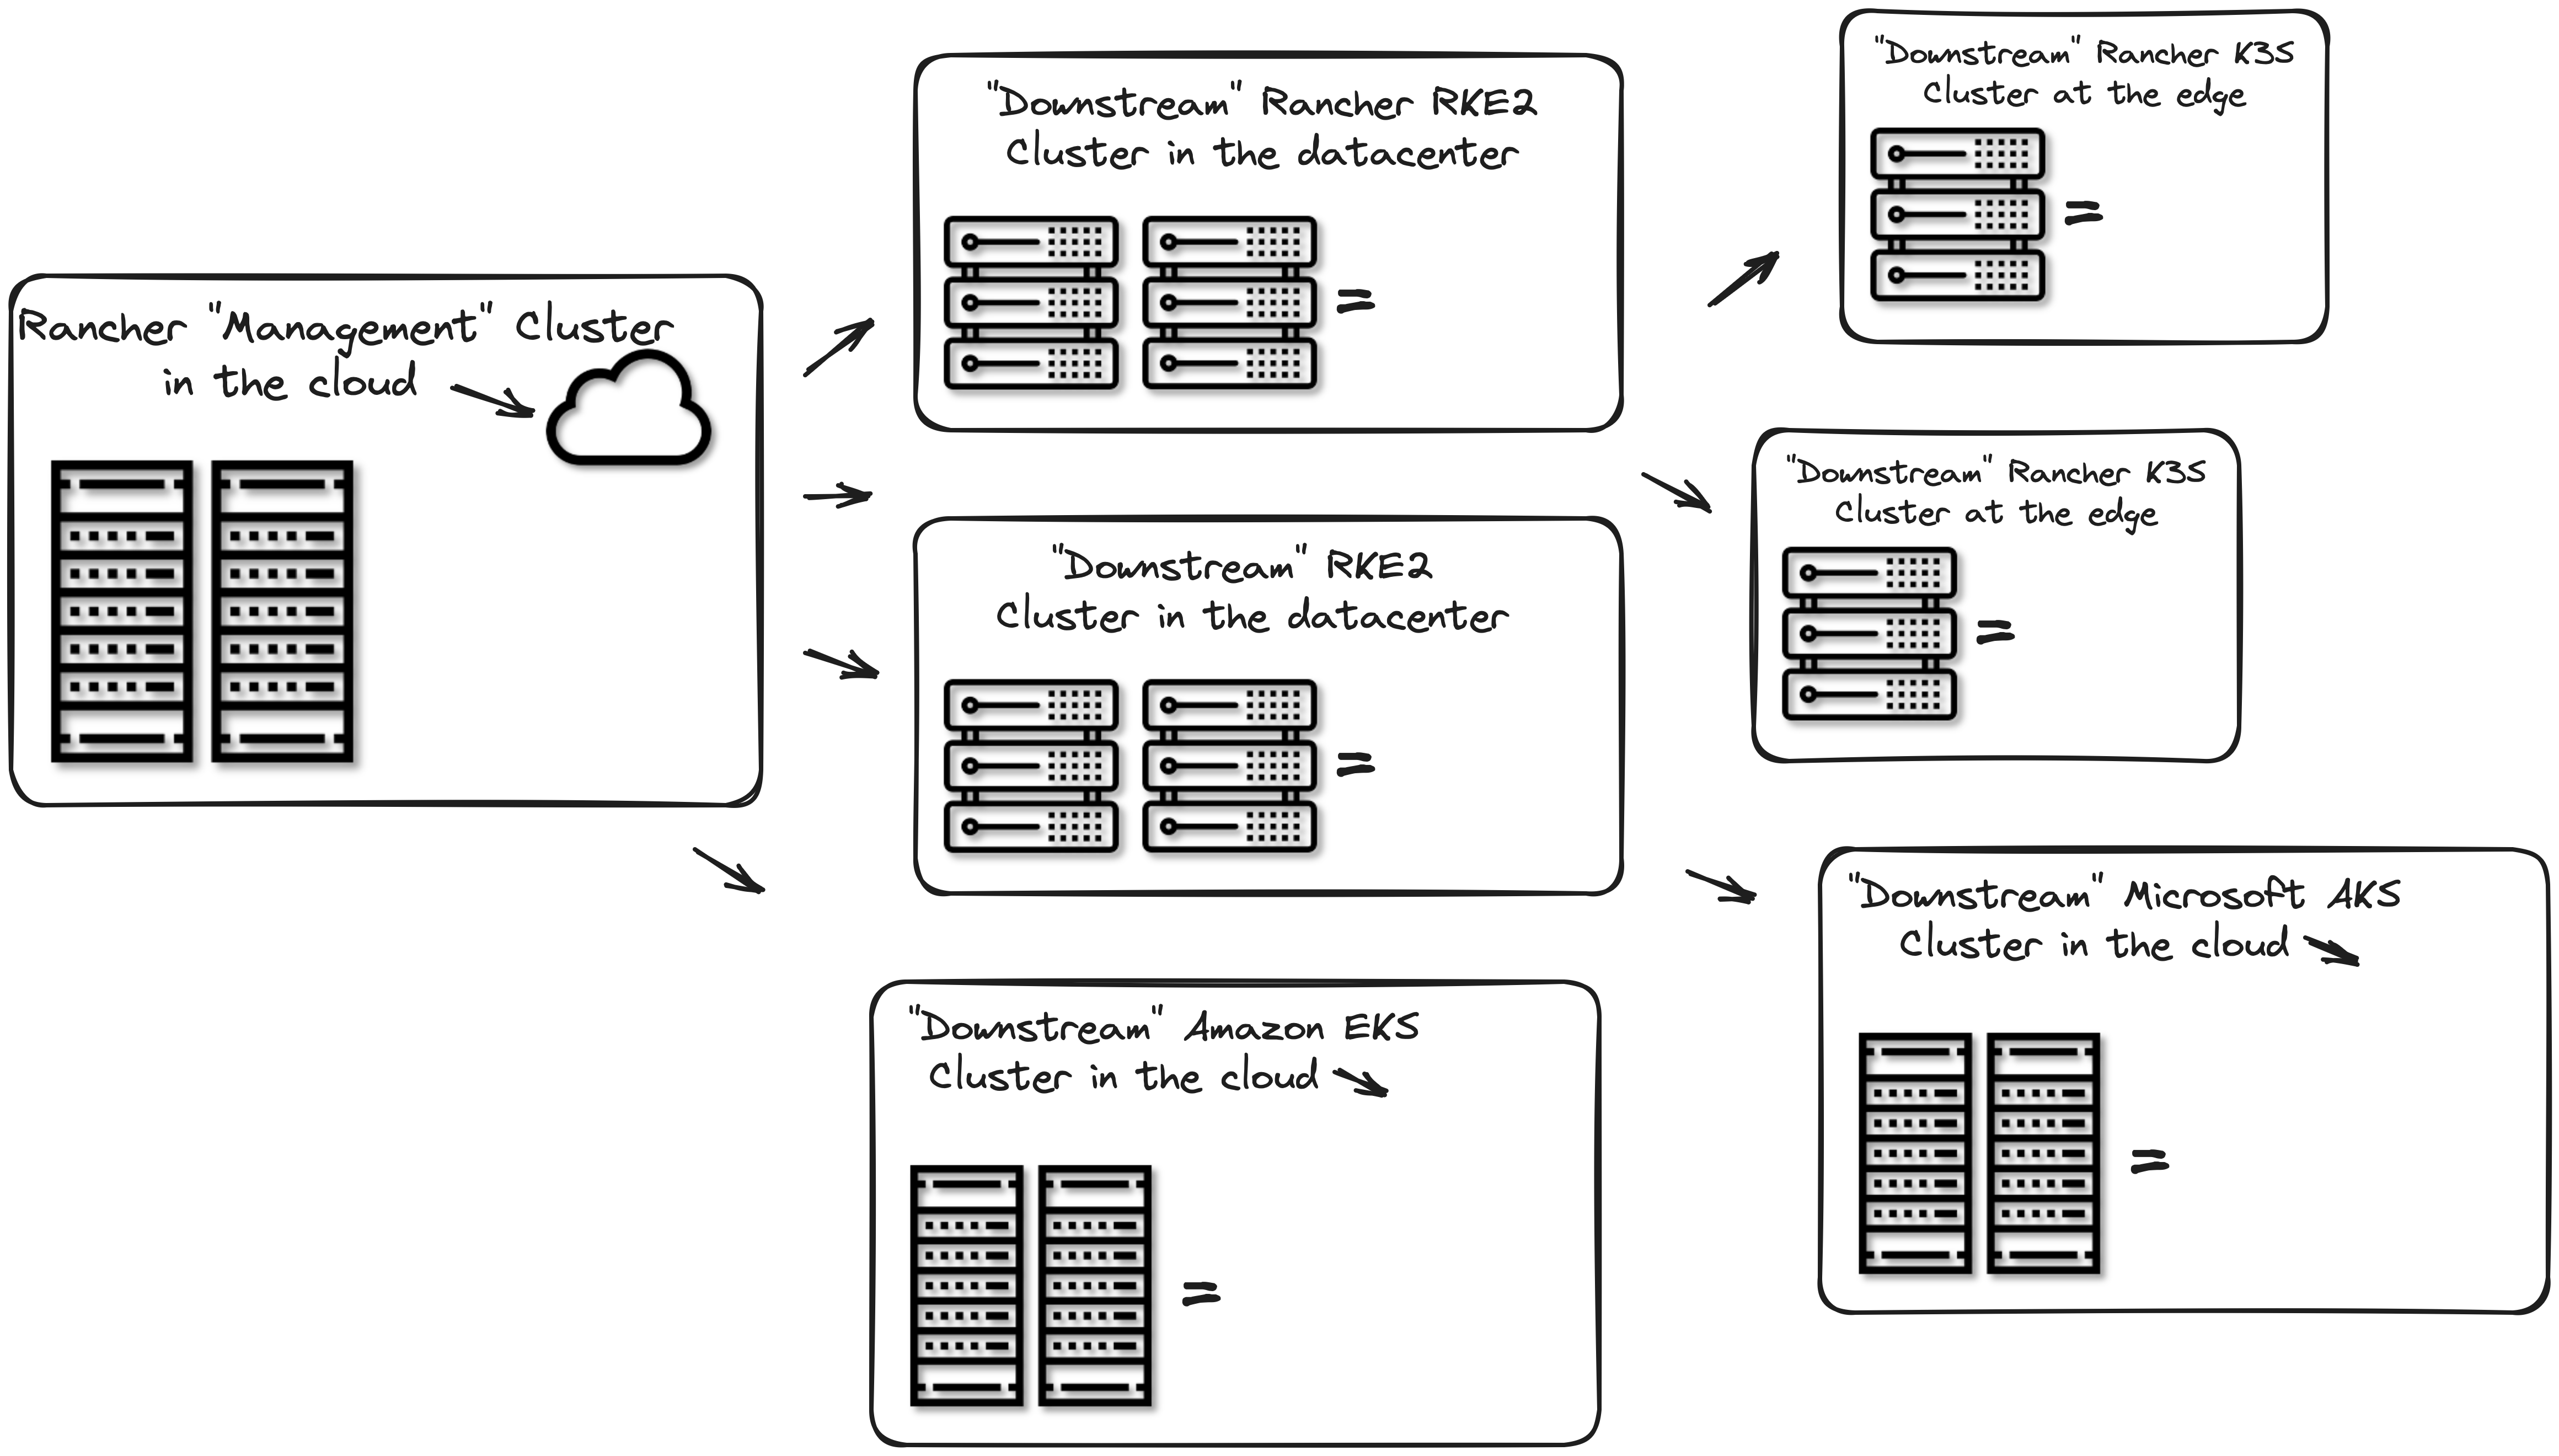 Rancher "Management" Cluster
in the cloud
"Downstream" Rancher RKE2
Cluster in the datacenter
=
"Downstream" Rancher K3S
Cluster at the edge
=
"Downstream" RKE2
Cluster in the datacenter
=
"Downstream" Rancher K3S
Cluster at the edge
=
"Downstream" Amazon EKS
Cluster in the cloud
=
"Downstream" Microsoft AKS
Cluster in the cloud
=